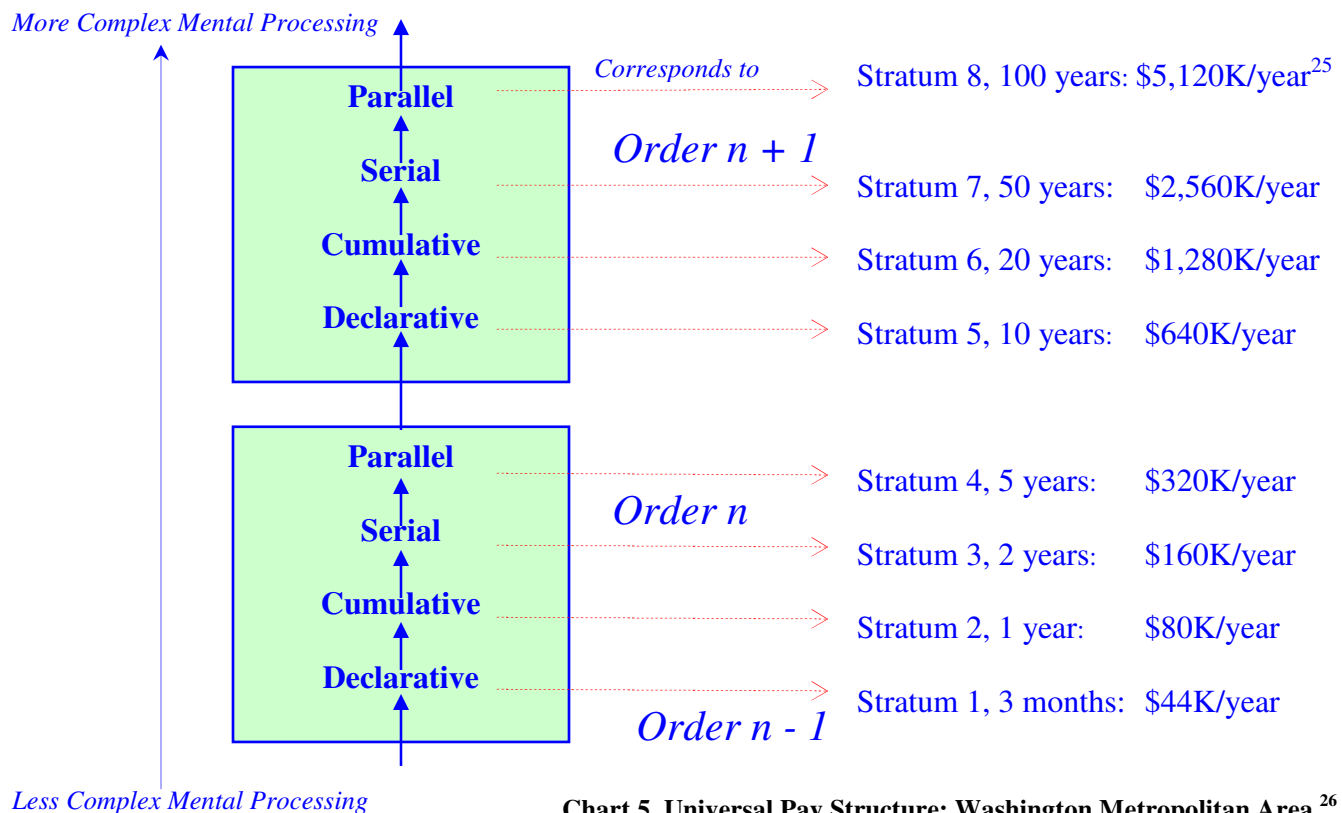 More Complex Mental Processing
Corresponds to
Parallel
Stratum 8, 100 years: $5,120K/year25
Order n + 1
Serial
Stratum 7, 50 years: $2,560K/year
Cumulative
Stratum 6, 20 years: $1,280K/year
Declarative
Stratum 5, 10 years: $640K/year
Parallel
Stratum 4, 5 years: $320K/year
Order n
Serial
Stratum 3, 2 years: $160K/year
Cumulative
Stratum 2, 1 year: $80K/year
Declarative
Stratum 1, 3 months: $44K/year
Order n - 1
Less Complex Mental Processing
Chart 5. Universal Pay Structure: Washington Metropolitan Area.26